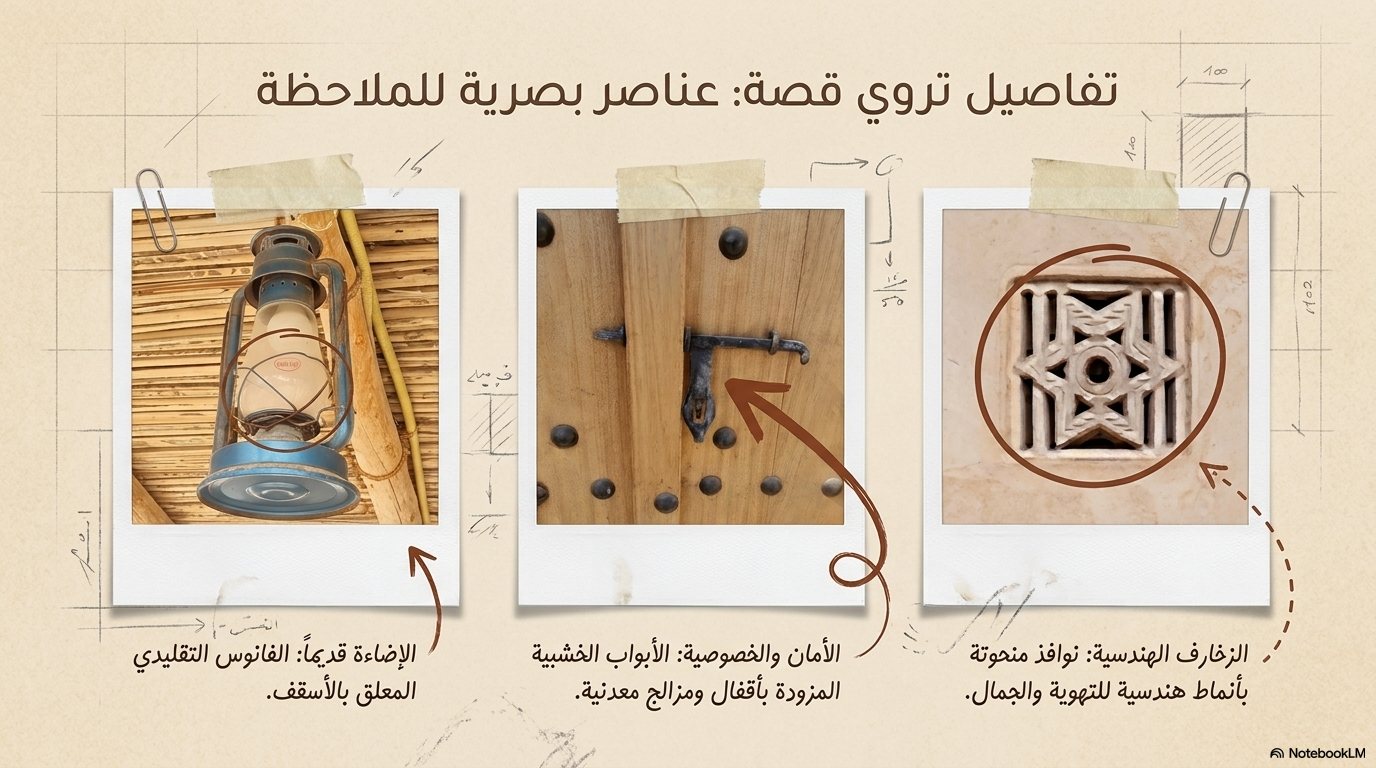 تفاصيل تروي قصة: عناصر بصرية للملاحظة
الزخارف الهندسية: نوافذ منحوتة
بأنماط هندسية للتهوية والجمال.
الأمان والخصوصية: الأبواب الخشبية
المزودة بأقفال ومزالج معدنية.
الإضاءة قديماً: الفانوس التقليدي
المعلق بالأسقف.
NotebookLM